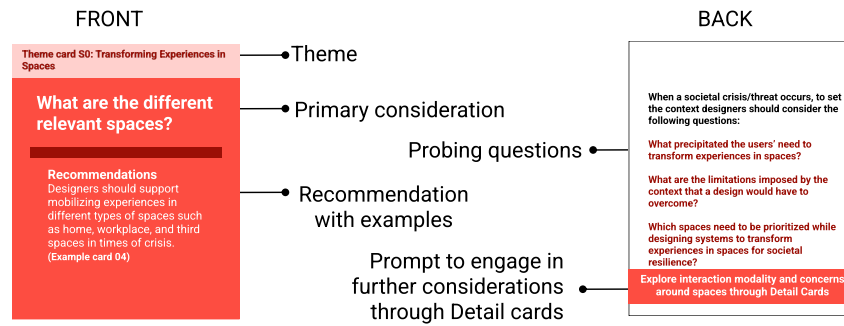 FRONT
BACK
Theme card S0: Transforming Experiences in
Spaces
Theme
What are the different
relevant spaces?
Primary consideration
Recommendations
Designers should support
mobilizing experiences in
different types of spaces such
as home, workplace, and third
spaces in times of crisis.
(Example card 04)
Recommendation
with examples
When a societal crisis/threat occurs, to set
the context designers should consider the
following questions:
Probing questions
What precipitated the users’ need to
transform experiences in spaces?
What are the limitations imposed by the
context that a design would have to
overcome?
Which spaces need to be prioritized while
designing systems to transform
experiences in spaces for societal
resilience?
Prompt to engage in
further considerations
through Detail cards
Explore interaction modality and concerns
around spaces through Detail Cards